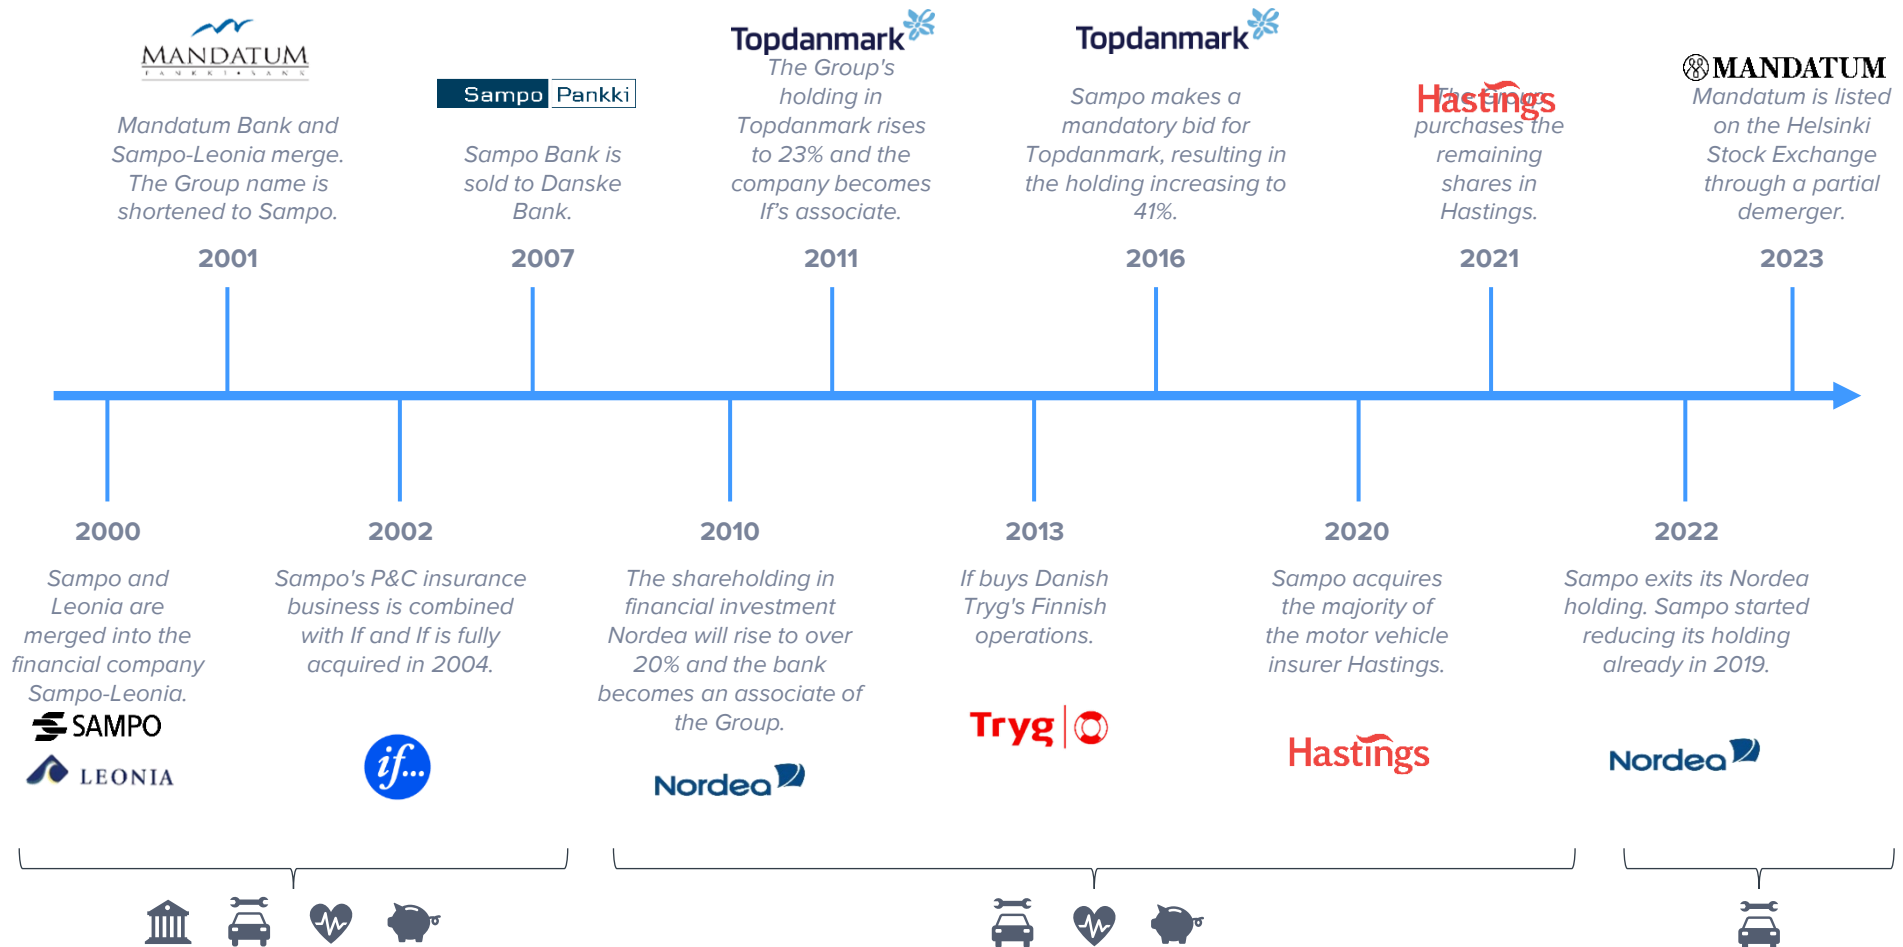 MANDATUM
PANKKI • BANK
Mandatum Bank and
Sampo-Leonia merge.
The Group name is
shortened to Sampo.
2001
Sampo Pankki
Sampo Bank is
sold to Danske
Bank.
2007
Topdanmark
The Group's
holding in
Topdanmark rises
to 23% and the
company becomes
If’s associate.
2011
Topdanmark
Sampo makes a
mandatory bid for
Topdanmark, resulting in
the holding increasing to
41%.
2016
Hastings
The Group
purchases the
remaining
shares in
Hastings.
2021
MANDATUM
Mandatum is listed
on the Helsinki
Stock Exchange
through a partial
demerger.
2023
2000
Sampo and
Leonia are
merged into the
financial company
Sampo-Leonia.
SAMPO
LEONIA
2002
Sampo's P&C insurance
business is combined
with If and If is fully
acquired in 2004.
if...
2010
The shareholding in
financial investment
Nordea will rise to over
20% and the bank
becomes an associate of
the Group.
Nordea
2013
If buys Danish
Tryg's Finnish
operations.
Tryg
2020
Sampo acquires
the majority of
the motor vehicle
insurer Hastings.
Hastings
2022
Sampo exits its Nordea
holding. Sampo started
reducing its holding
already in 2019.
Nordea